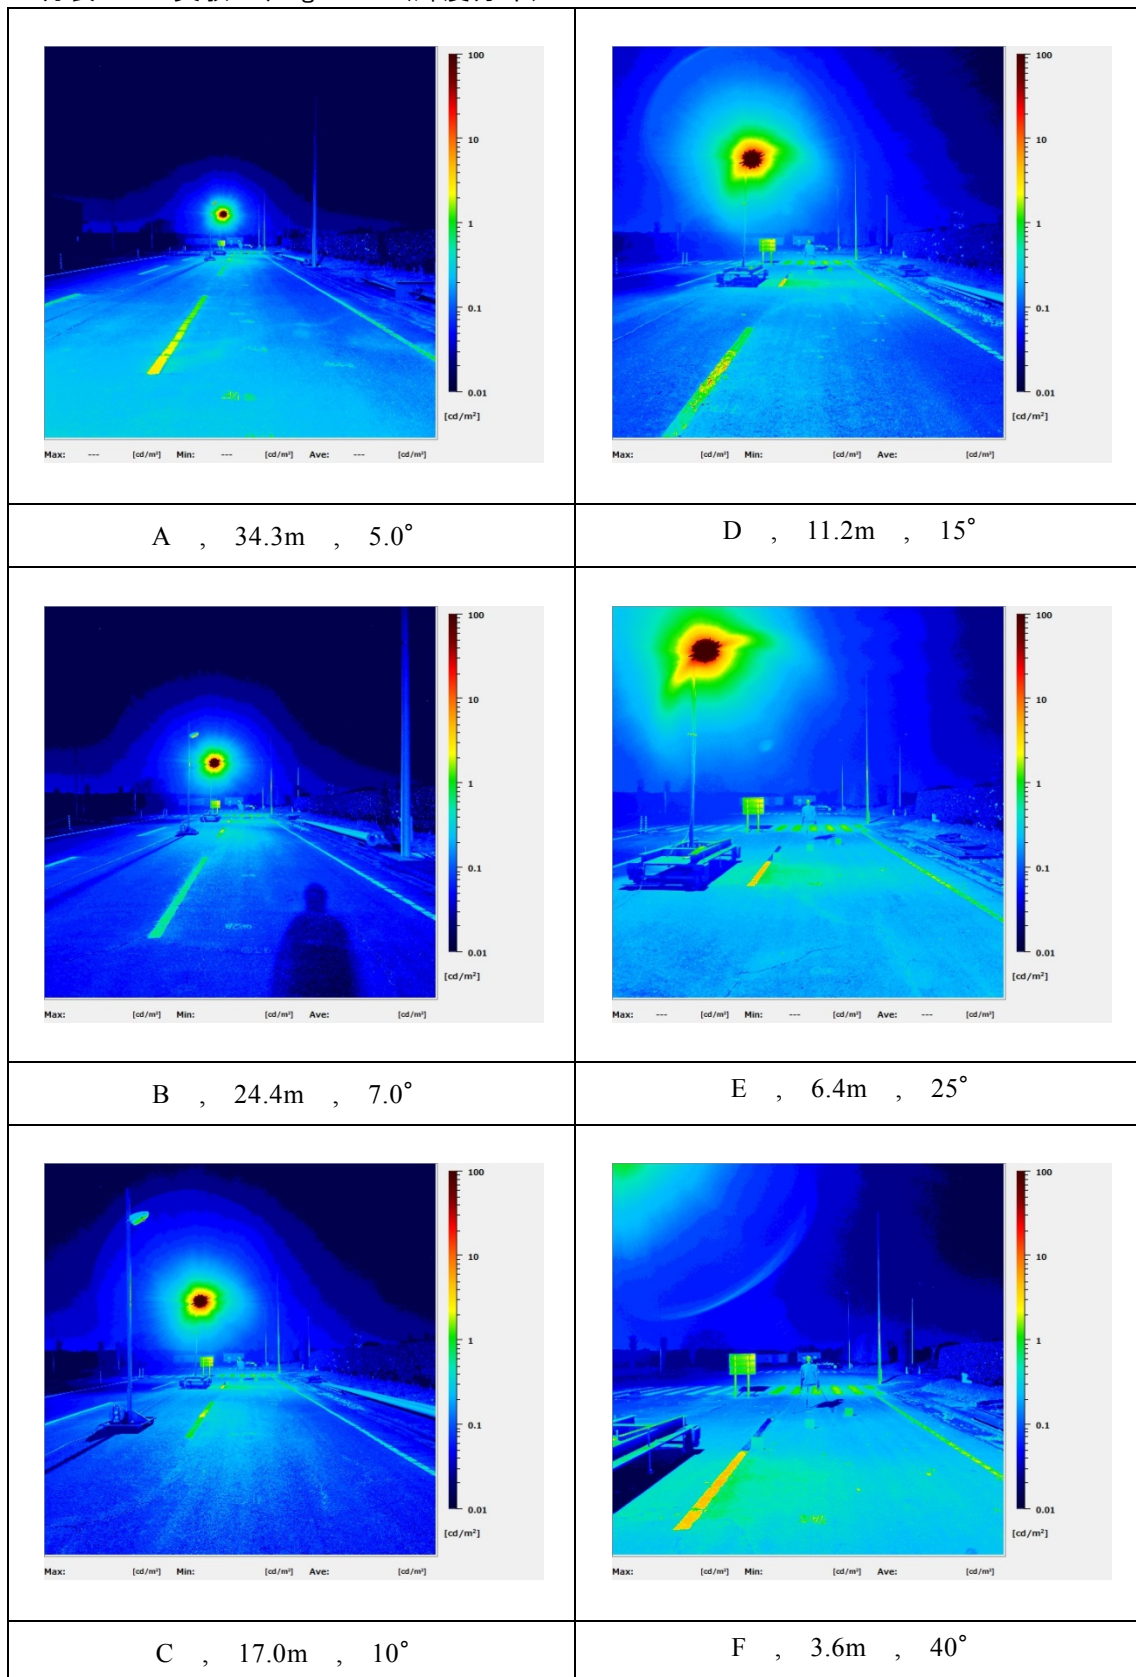 100
10
1
0.1
0.01
[cd/m²]
Max: --- [cd/m²] Min: --- [cd/m²] Ave: --- [cd/m²]
100
10
1
0.1
0.01
[cd/m²]
Max: [cd/m²] Min: Ave: [cd/m²]
A , 34.3m , 5.0°
D , 11.2m , 15°
100
10
1
0.1
0.01
[cd/m²]
Max: [cd/m²] Min: [cd/m²] Ave: [cd/m²]
100
10
1
0.1
0.01
[cd/m²]
Max: --- [cd/m²] Min: --- [cd/m²] Ave: --- [cd/m²]
B , 24.4m , 7.0°
E , 6.4m , 25°
100
10
1
0.1
0.01
[cd/m²]
Max: [cd/m²] Min: [cd/m²] Ave: [cd/m²]
100
10
1
0.1
0.01
[cd/m²]
Max: [cd/m²] Min: Ave: [cd/m²]
C , 17.0m , 10°
F , 3.6m , 40°